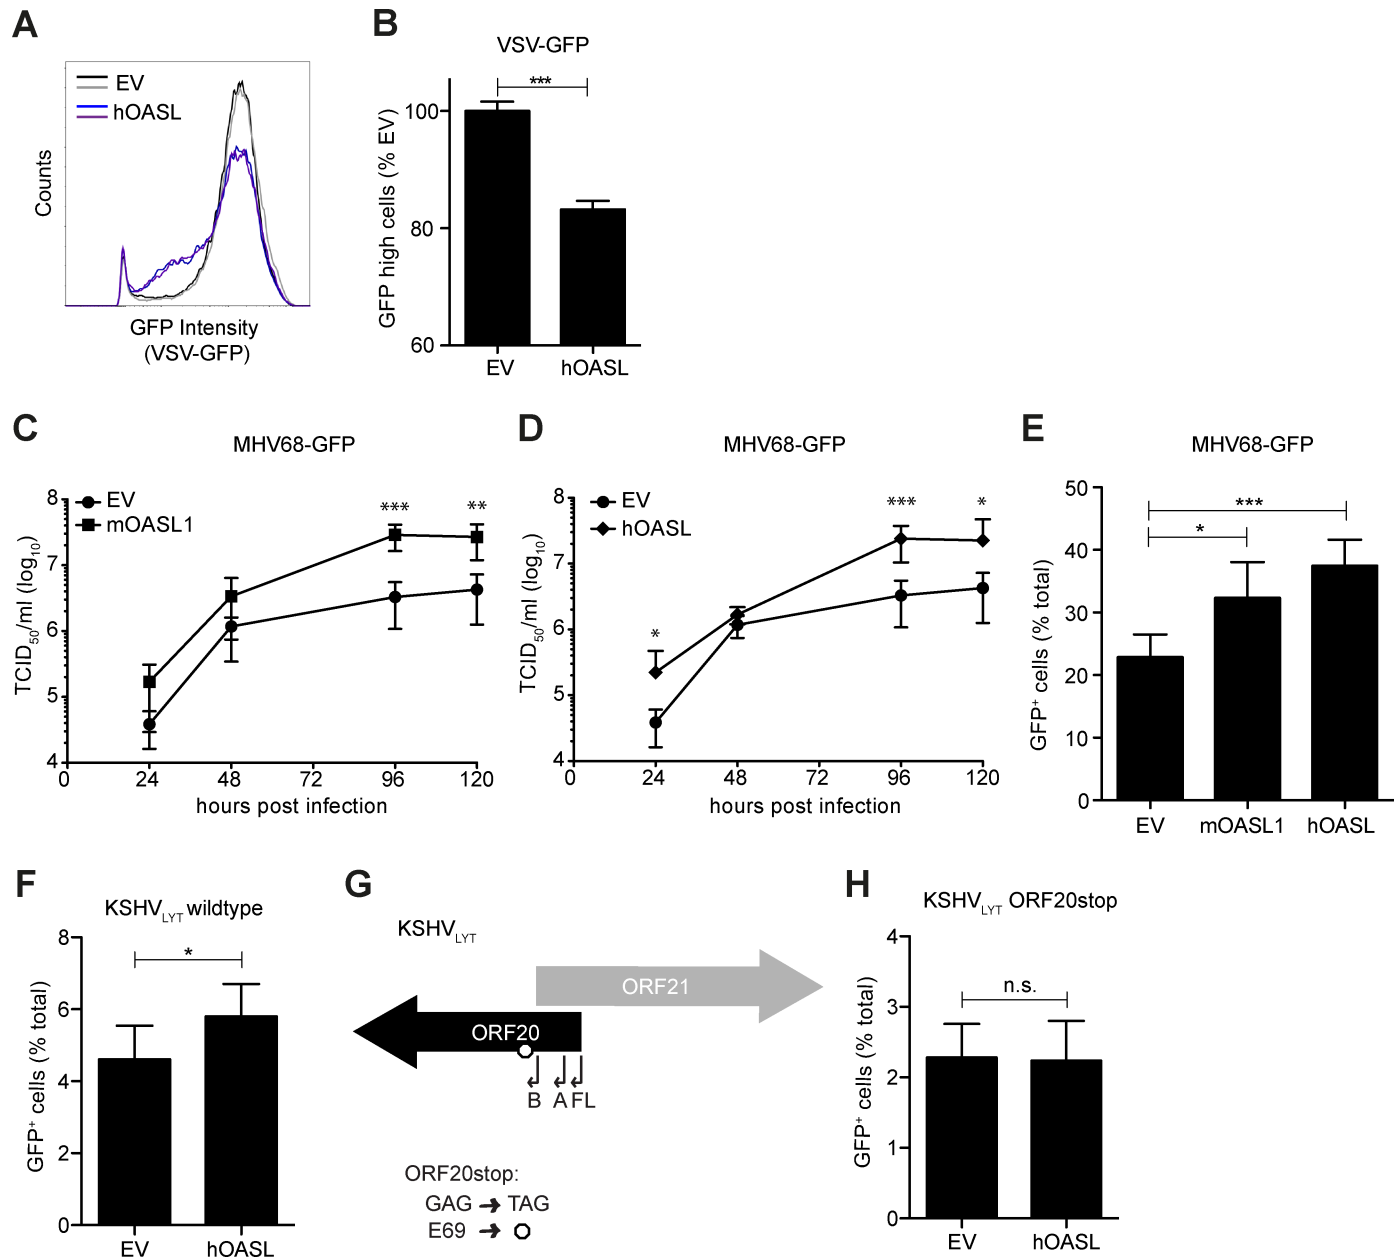 A
EV
hOASL
Counts
GFP Intensity
(VSV-GFP)
B
VSV-GFP
***
GFP high cells (% EV)
100
80
60
EV
hOASL
C
MHV68-GFP
EV
mOASL1
***
**
TCID50/ml (log10)
8
7
6
5
4
0
24
48
72
96
120
hours post infection
D
MHV68-GFP
EV
hOASL
*
***
*
TCID50/ml (log10)
8
7
6
5
4
0
24
48
72
96
120
hours post infection
E
MHV68-GFP
***
*
GFP+ cells (% total)
50
40
30
20
10
0
EV
mOASL1
hOASL
F
KSHVLYT wildtype
*
GFP+ cells (% total)
8
6
4
2
0
EV
hOASL
G
KSHVLYT
ORF21
ORF20
B
A
FL
ORF20stop:
GAG → TAG
E69 →
H
KSHVLYT ORF20stop
n.s.
GFP+ cells (% total)
4
3
2
1
0
EV
hOASL